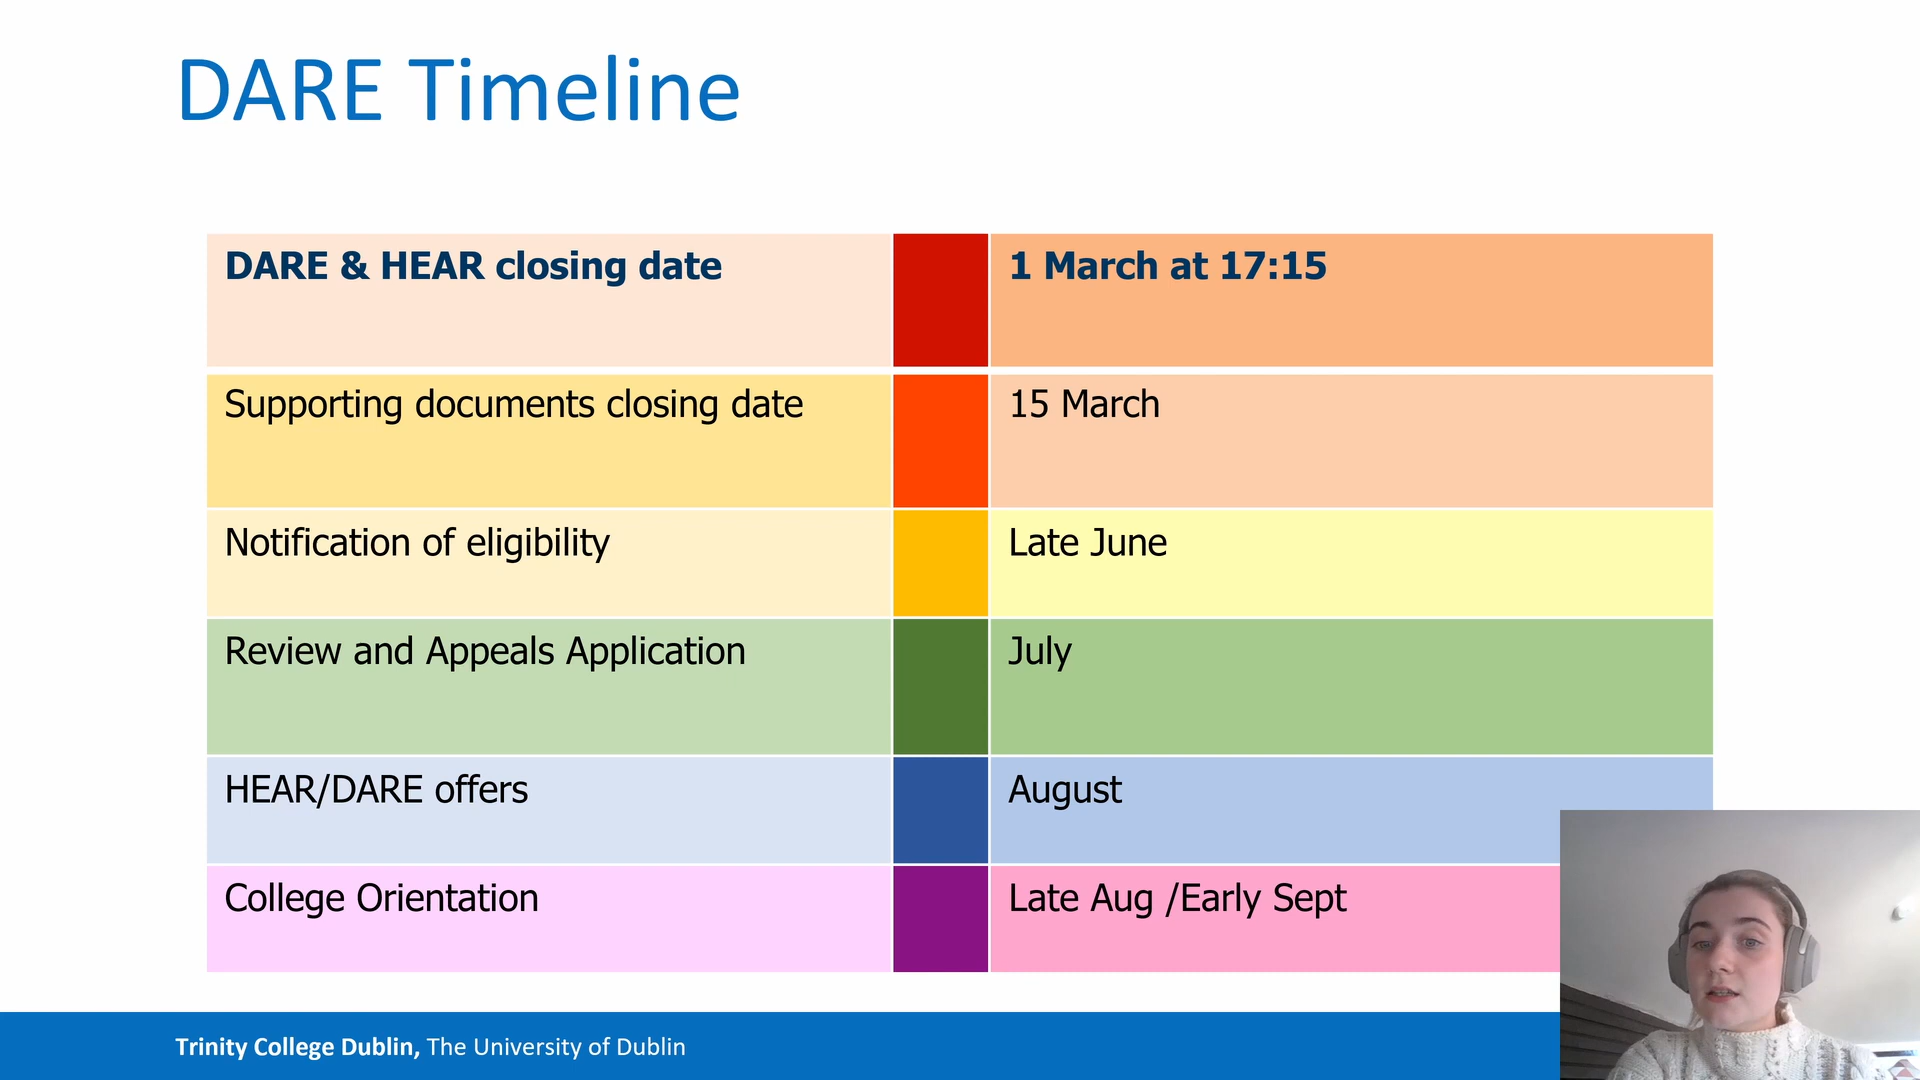 DARE Timeline
DARE & HEAR closing date
1 March at 17:15
Supporting documents closing date
15 March
Notification of eligibility
Late June
Review and Appeals Application
July
HEAR/DARE offers
August
College Orientation
Late Aug /Early Sept
Trinity College Dublin, The University of Dublin